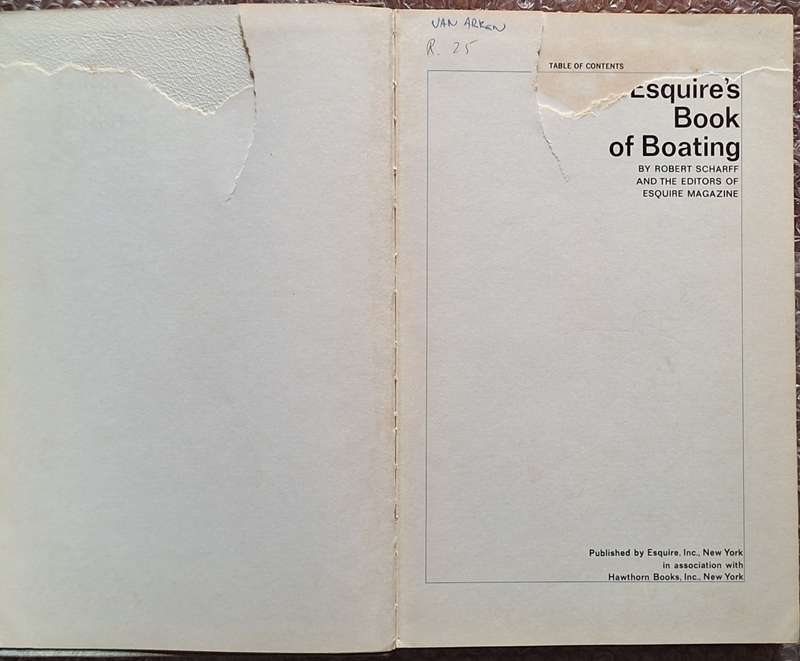 VAN ARKEN
R. 25
TABLE OF CONTENTS
Esquire's
Book
of Boating
BY ROBERT SCHARFF
AND THE EDITORS OF
ESQUIRE MAGAZINE
Published by Esquire, Inc., New York
in association with
Hawthorn Books, Inc., New York